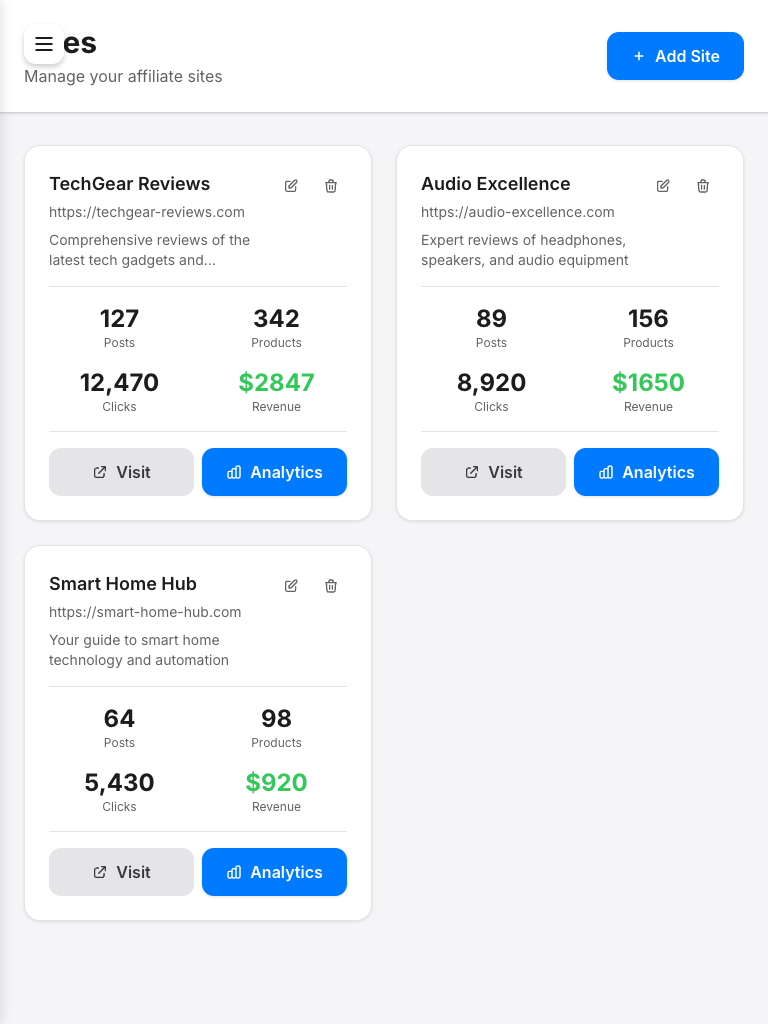 es
Manage your affiliate sites
+ Add Site
TechGear Reviews
https://techgear-reviews.com
Comprehensive reviews of the
latest tech gadgets and...
127
Posts
342
Products
12,470
Clicks
$2847
Revenue
Visit
Analytics
Audio Excellence
https://audio-excellence.com
Expert reviews of headphones,
speakers, and audio equipment
89
Posts
156
Products
8,920
Clicks
$1650
Revenue
Visit
Analytics
Smart Home Hub
https://smart-home-hub.com
Your guide to smart home
technology and automation
64
Posts
98
Products
5,430
Clicks
$920
Revenue
Visit
Analytics